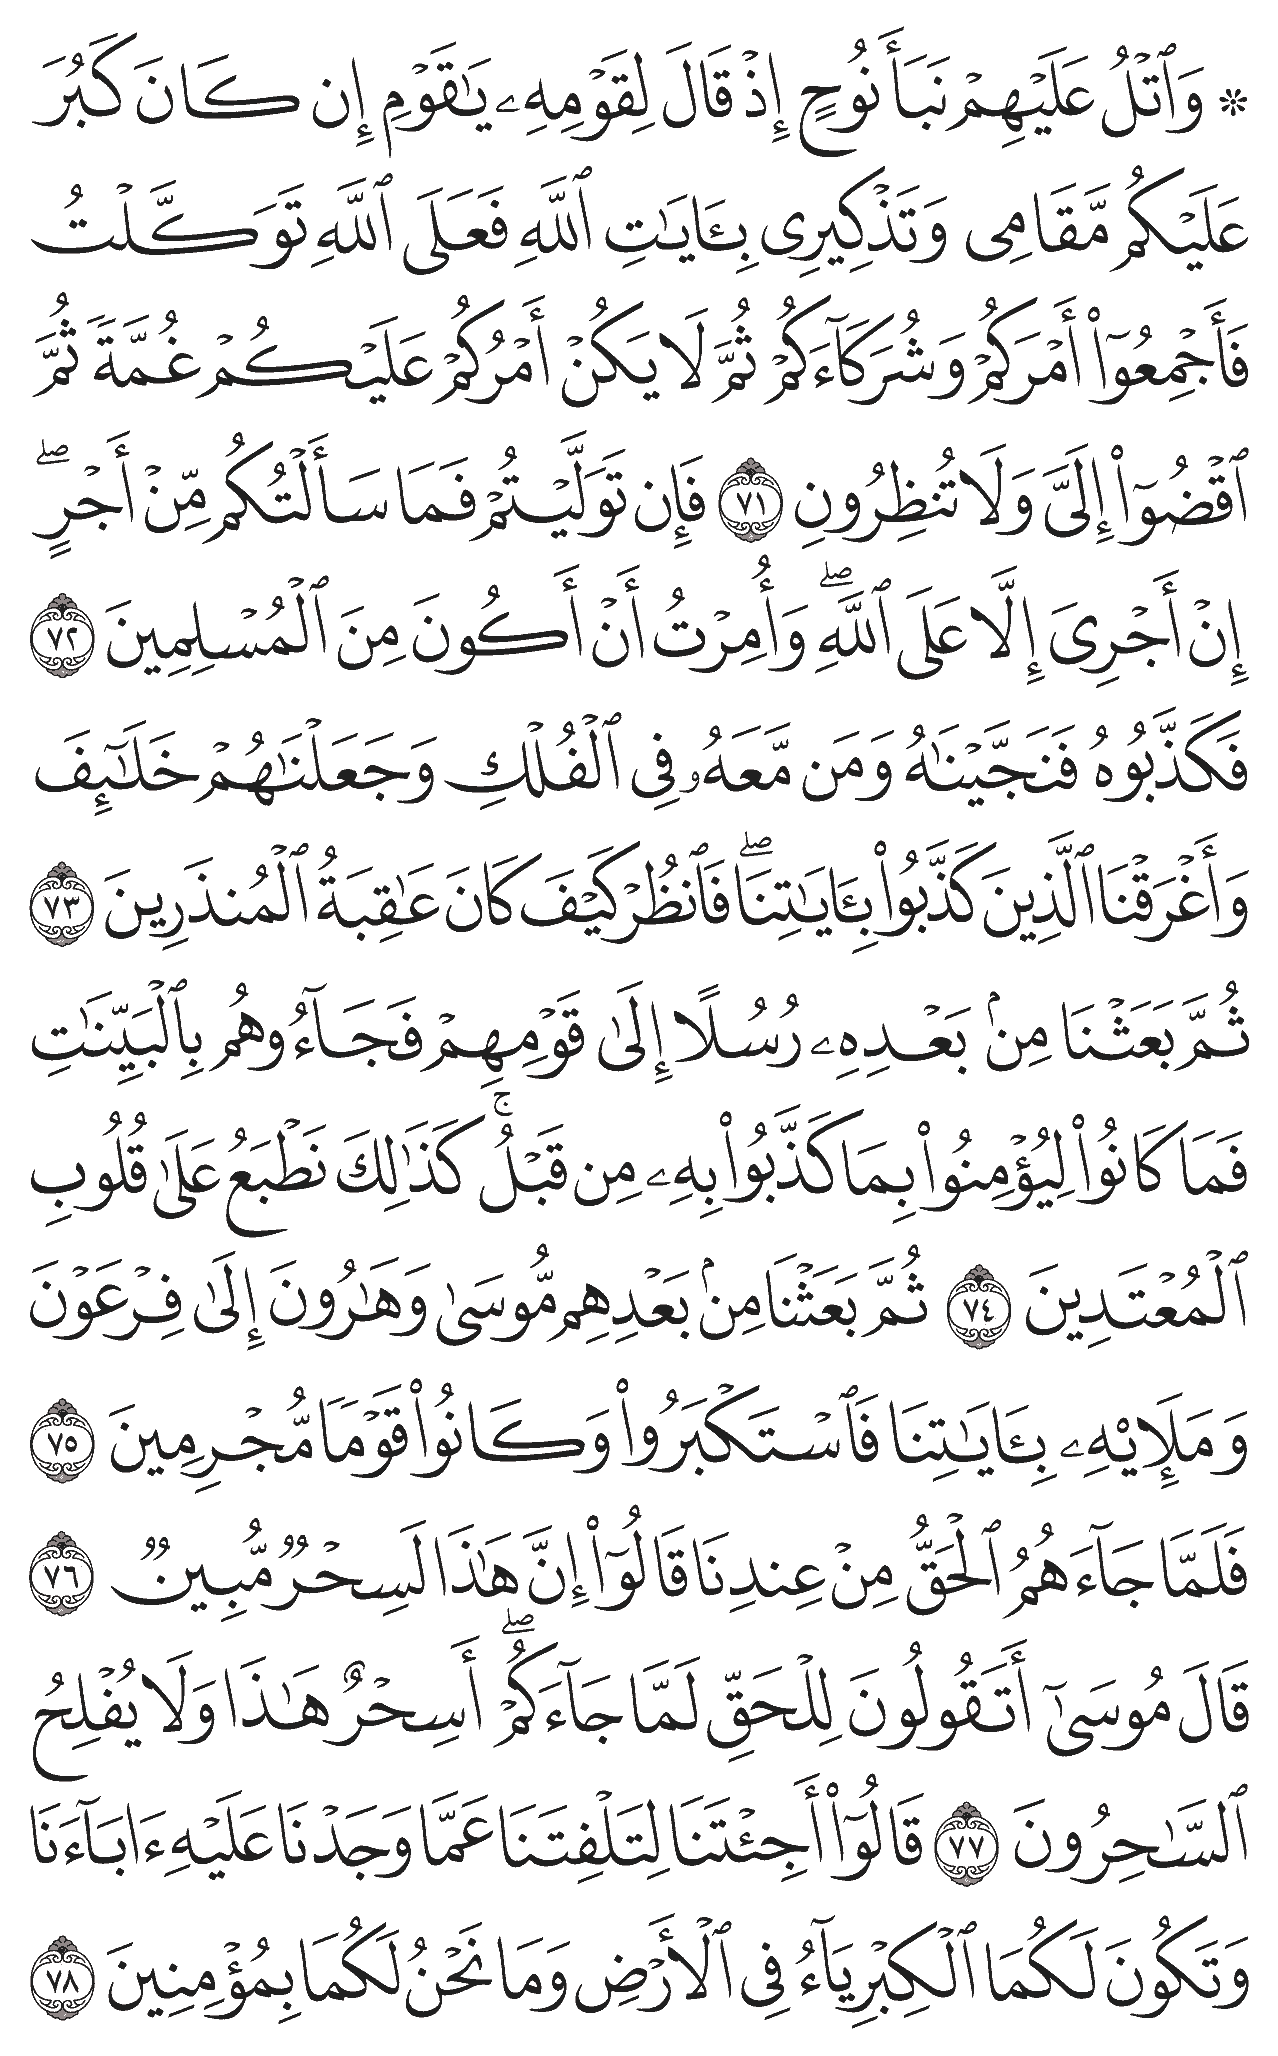 ۞ وَٱتۡلُ عَلَيۡهِمۡ نَبَأَ نُوحٍ إِذۡ قَالَ لِقَوۡمِهِۦ يَٰقَوۡمِ إِن كَانَ كَبُرَ
عَلَيۡكُم مَّقَامِي وَتَذۡكِيرِي بِـَٔايَٰتِ ٱللَّهِ فَعَلَى ٱللَّهِ تَوَكَّلۡتُ
فَأَجۡمِعُوٓاْ أَمۡرَكُمۡ وَشُرَكَآءَكُمۡ ثُمَّ لَا يَكُنۡ أَمۡرُكُمۡ عَلَيۡكُمۡ غُمَّةٗ ثُمَّ
ٱقۡضُوٓاْ إِلَيَّ وَلَا تُنظِرُونِ ٧١ فَإِن تَوَلَّيۡتُمۡ فَمَا سَأَلۡتُكُم مِّنۡ أَجۡرٍۖ
إِنۡ أَجۡرِيَ إِلَّا عَلَى ٱللَّهِۖ وَأُمِرۡتُ أَنۡ أَكُونَ مِنَ ٱلۡمُسۡلِمِينَ ٧٢
فَكَذَّبُوهُ فَنَجَّيۡنَٰهُ وَمَن مَّعَهُۥ فِي ٱلۡفُلۡكِ وَجَعَلۡنَٰهُمۡ خَلَٰٓئِفَ
وَأَغۡرَقۡنَا ٱلَّذِينَ كَذَّبُواْ بِـَٔايَٰتِنَاۖ فَٱنظُرۡ كَيۡفَ كَانَ عَٰقِبَةُ ٱلۡمُنذَرِينَ ٧٣
ثُمَّ بَعَثۡنَا مِنۢ بَعۡدِهِۦ رُسُلًا إِلَىٰ قَوۡمِهِمۡ فَجَآءُوهُم بِٱلۡبَيِّنَٰتِ
فَمَا كَانُواْ لِيُؤۡمِنُواْ بِمَا كَذَّبُواْ بِهِۦ مِن قَبۡلُۚ كَذَٰلِكَ نَطۡبَعُ عَلَىٰ قُلُوبِ
ٱلۡمُعۡتَدِينَ ٧٤ ثُمَّ بَعَثۡنَا مِنۢ بَعۡدِهِم مُّوسَىٰ وَهَٰرُونَ إِلَىٰ فِرۡعَوۡنَ
وَمَلَإِيْهِۦ بِـَٔايَٰتِنَا فَٱسۡتَكۡبَرُواْ وَكَانُواْ قَوۡمٗا مُّجۡرِمِينَ ٧٥
فَلَمَّا جَآءَهُمُ ٱلۡحَقُّ مِنۡ عِندِنَا قَالُوٓاْ إِنَّ هَٰذَا لَسِحۡرٞ مُّبِينٞ ٧٦
قَالَ مُوسَىٰٓ أَتَقُولُونَ لِلۡحَقِّ لَمَّا جَآءَكُمۡۖ أَسِحۡرٌ هَٰذَا وَلَا يُفۡلِحُ
ٱلسَّٰحِرُونَ ٧٧ قَالُوٓاْ أَجِئۡتَنَا لِتَلۡفِتَنَا عَمَّا وَجَدۡنَا عَلَيۡهِ ءَابَآءَنَا
وَتَكُونَ لَكُمَا ٱلۡكِبۡرِيَآءُ فِي ٱلۡأَرۡضِ وَمَا نَحۡنُ لَكُمَا بِمُؤۡمِنِينَ ٧٨